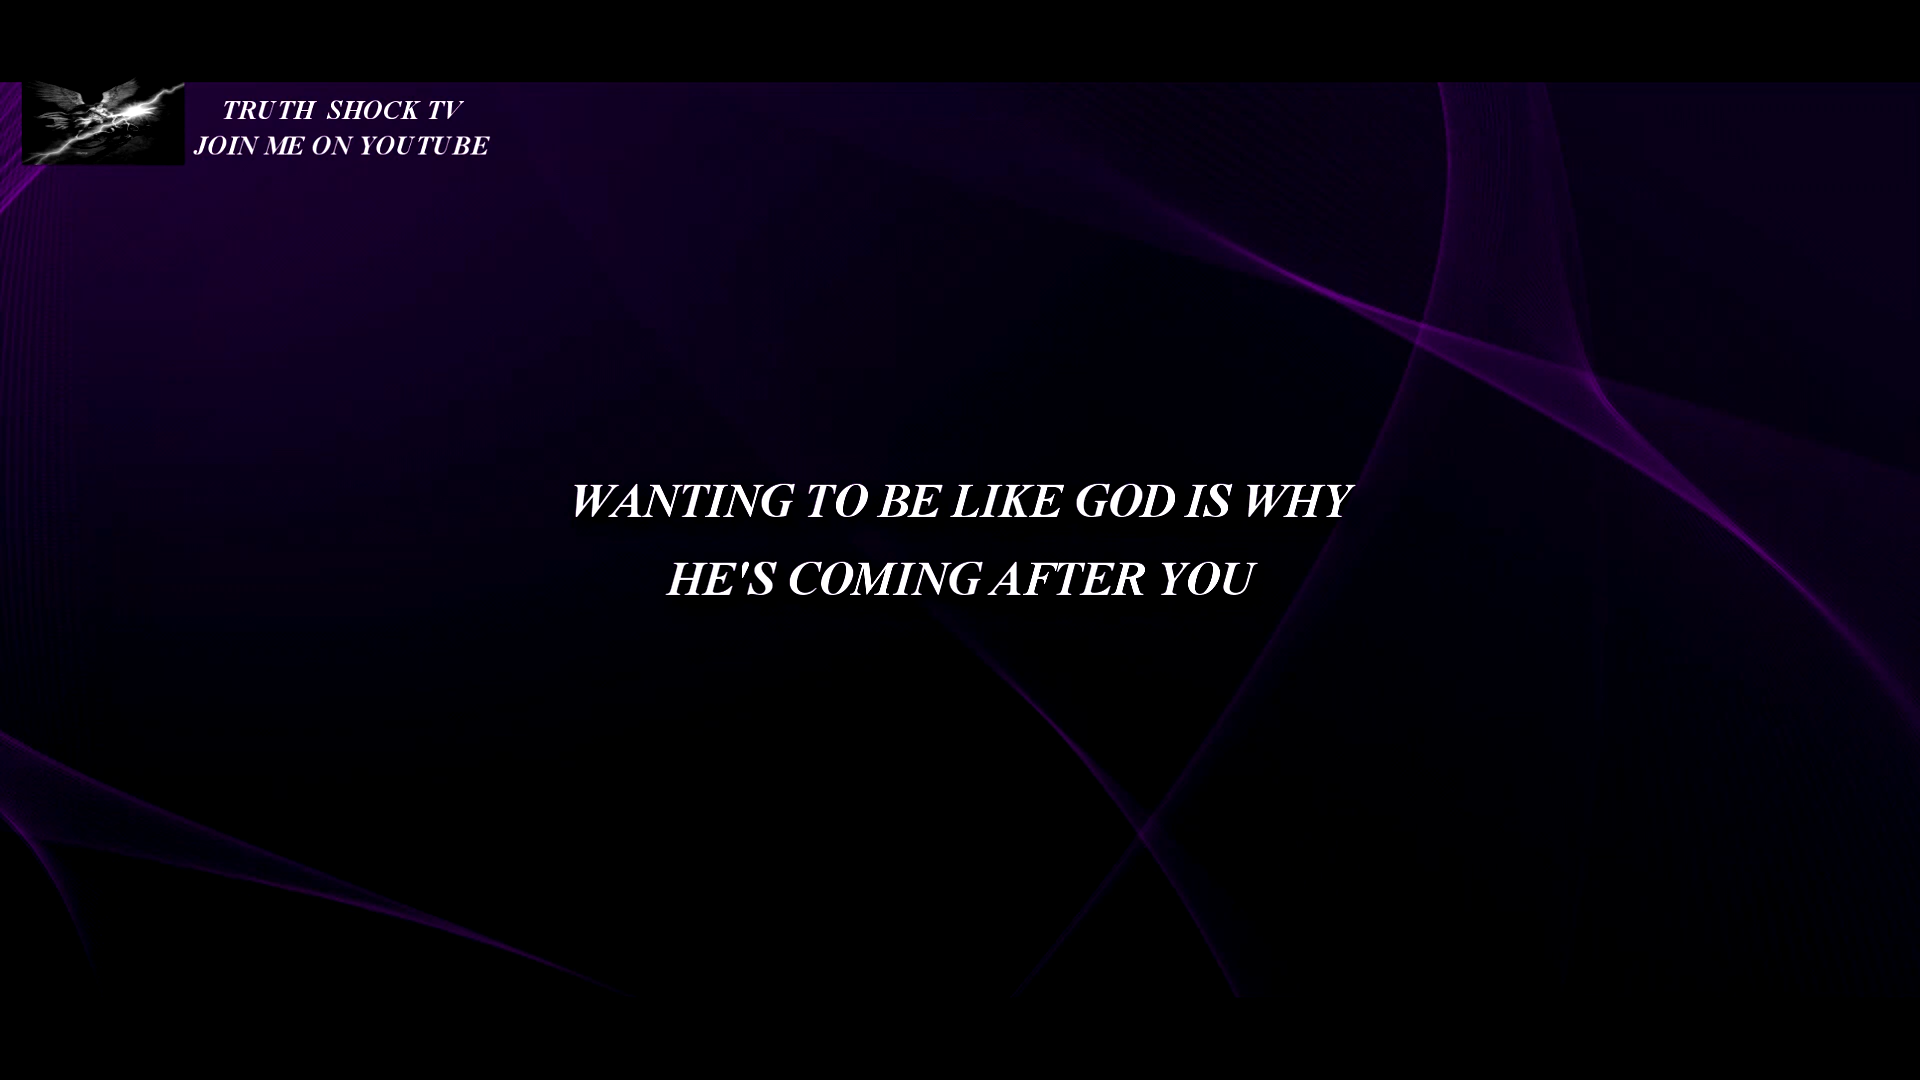 TRUTH SHOCK TV
JOIN ME ON YOUTUBE
WANTING TO BE LIKE GOD IS WHY
HE'S COMING AFTER YOU